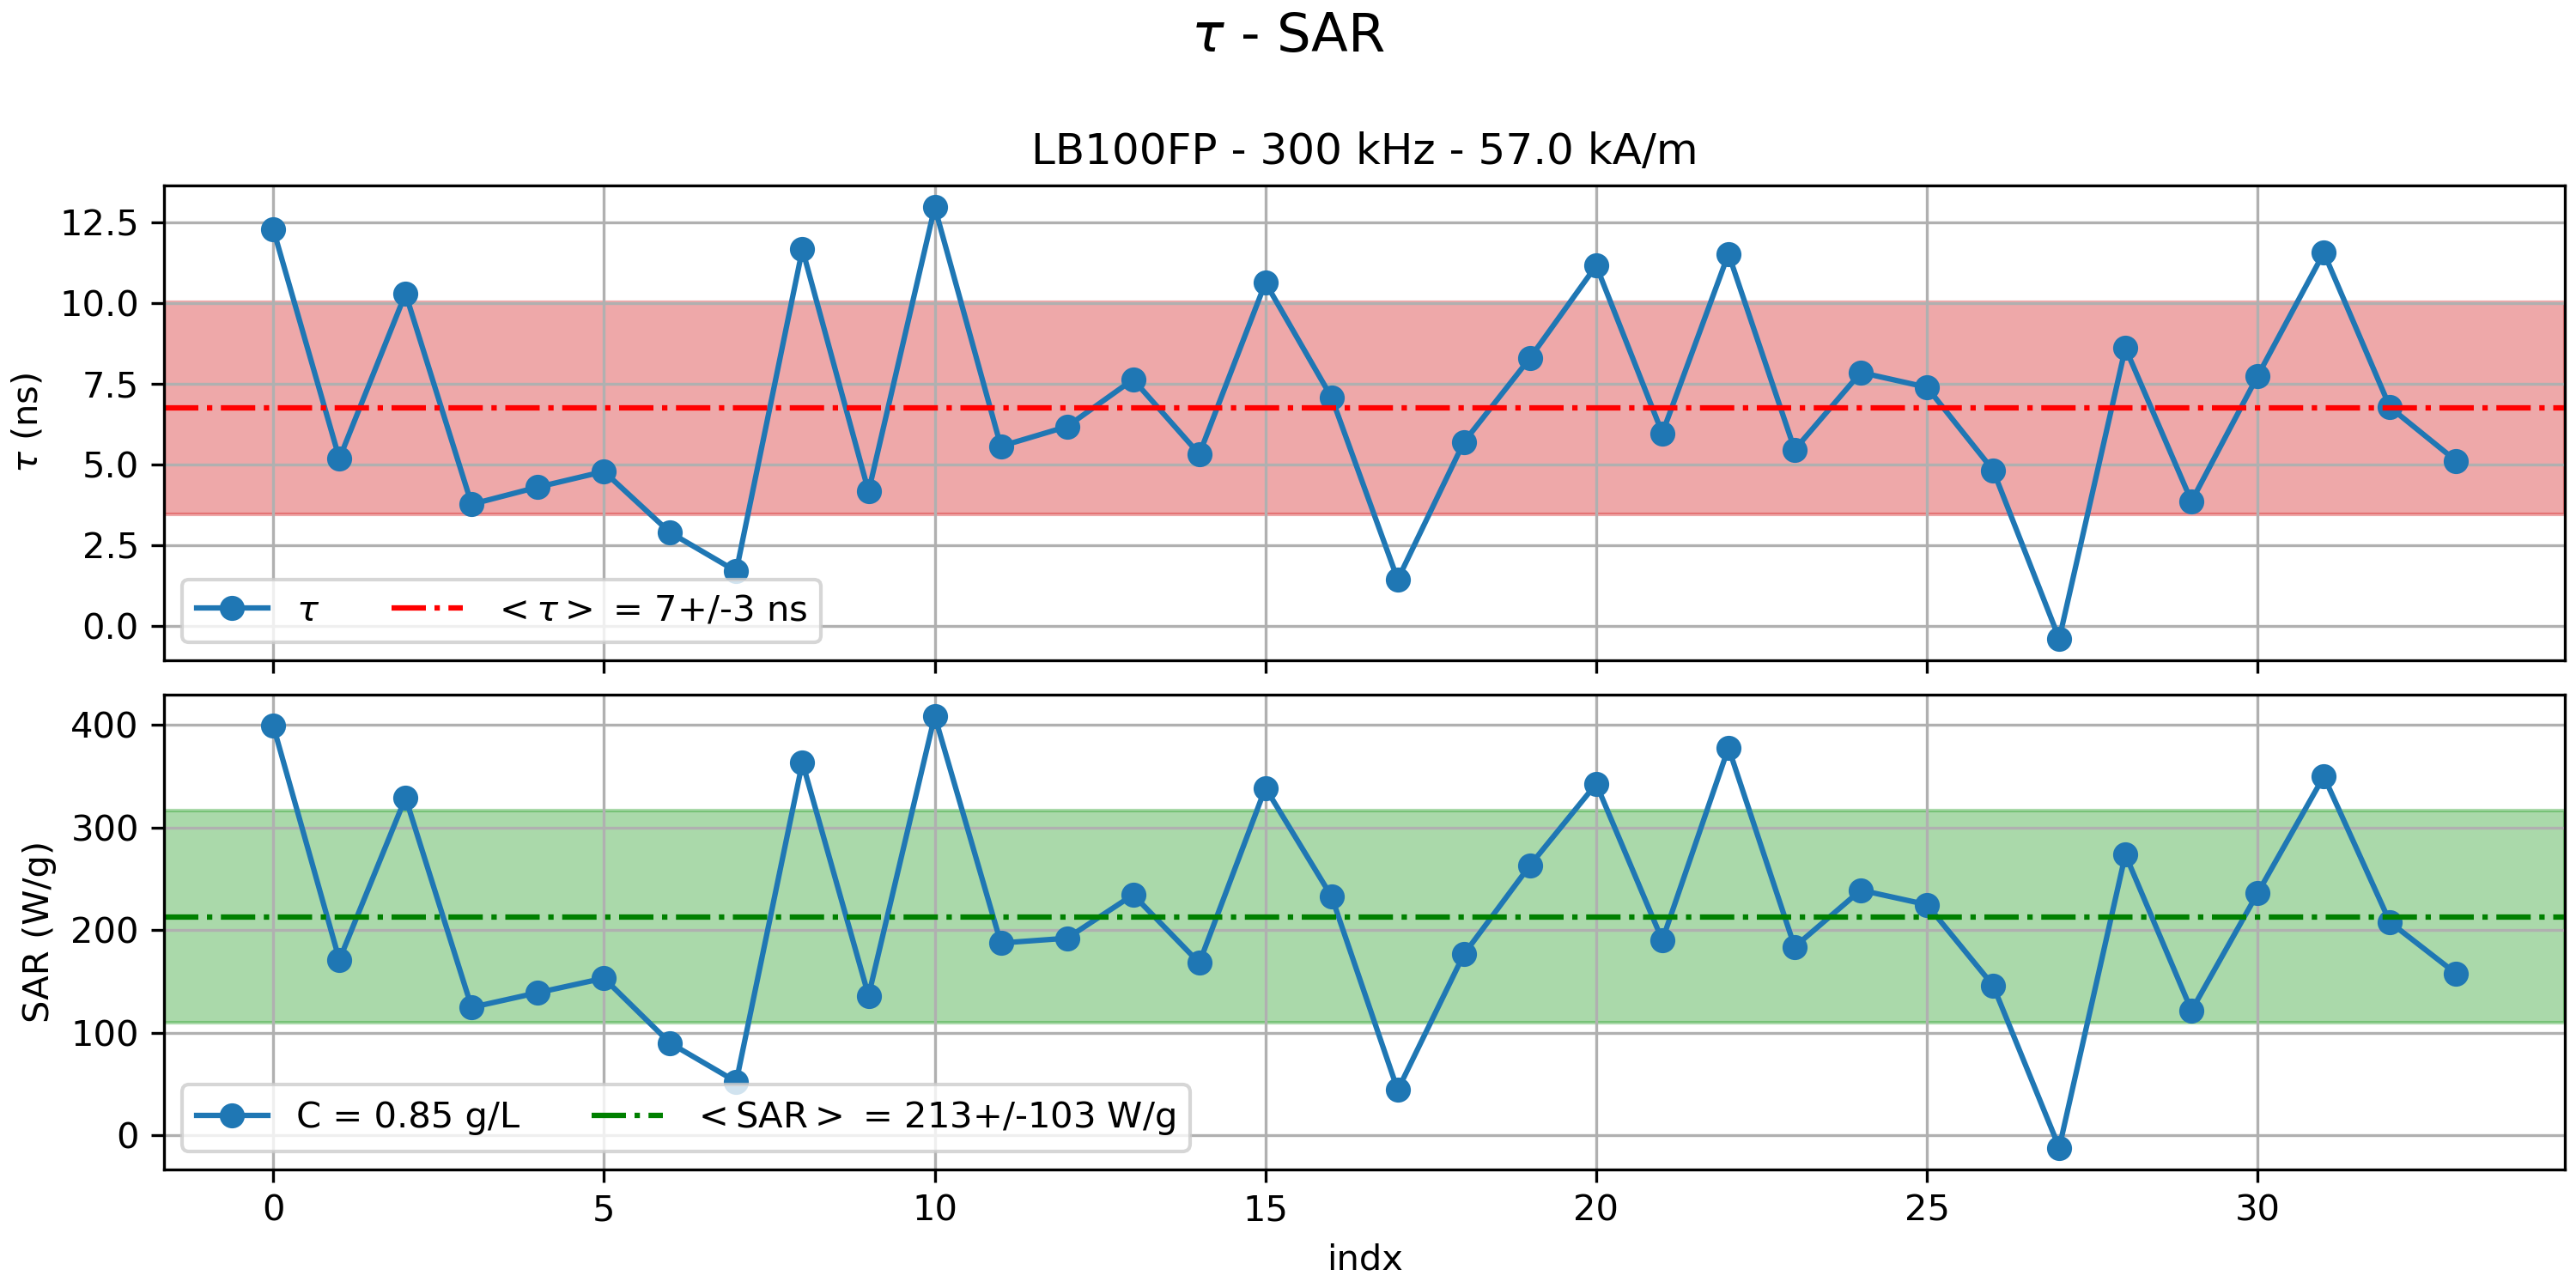 τ - SAR
LB100FP - 300 kHz - 57.0 kA/m
12.5
10.0
7.5
5.0
2.5
0.0
τ (ns)
τ
<τ> = 7+/-3 ns
400
300
200
100
0
SAR (W/g)
C = 0.85 g/L
<SAR> = 213+/-103 W/g
0 5 10 15 20 25 30
indx